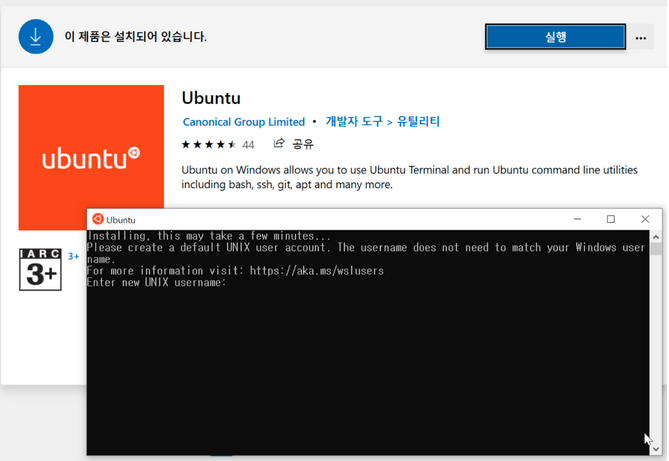 이 제품은 설치되어 있습니다.
실행
...
ubuntu
Ubuntu
Canonical Group Limited • 개발자 도구 > 유틸리티
44 공유
Ubuntu on Windows allows you to use Ubuntu Terminal and run Ubuntu command line utilities
including bash, ssh, git, apt and many more.
IARC
3+
3+
Ubuntu
Installing, this may take a few minutes...
Please create a default UNIX user account. The username does not need to match your Windows user
name.
For more information visit: https://aka.ms/wslusers
Enter new UNIX username: